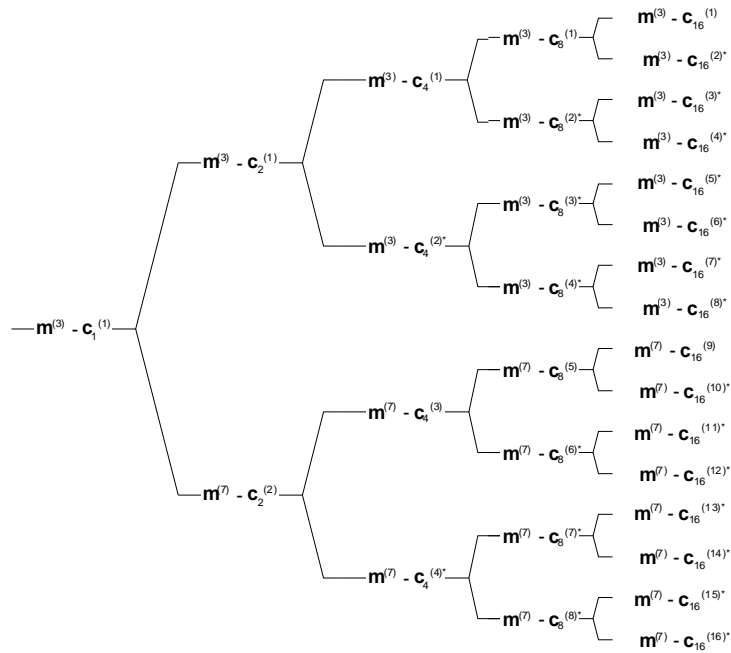 m(3) - c1(1)
m(3) - c2(1)
m(7) - c2(2)
m(3) - c4(1)
m(3) - c4(2)*
m(7) - c4(3)
m(7) - c4(4)*
m(3) - c8(1)
m(3) - c8(2)*
m(3) - c8(3)*
m(3) - c8(4)*
m(7) - c8(5)
m(7) - c8(6)*
m(7) - c8(7)*
m(7) - c8(8)*
m(3) - c16(1)
m(3) - c16(2)*
m(3) - c16(3)*
m(3) - c16(4)*
m(3) - c16(5)*
m(3) - c16(6)*
m(3) - c16(7)*
m(3) - c16(8)*
m(7) - c16(9)
m(7) - c16(10)*
m(7) - c16(11)*
m(7) - c16(12)*
m(7) - c16(13)*
m(7) - c16(14)*
m(7) - c16(15)*
m(7) - c16(16)*